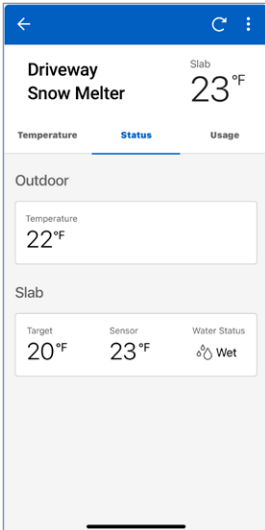 Driveway
Snow Melter
Slab
23°F
Temperature Status Usage
Outdoor
Temperature
22°F
Slab
Target Sensor Water Status
20°F 23°F Wet